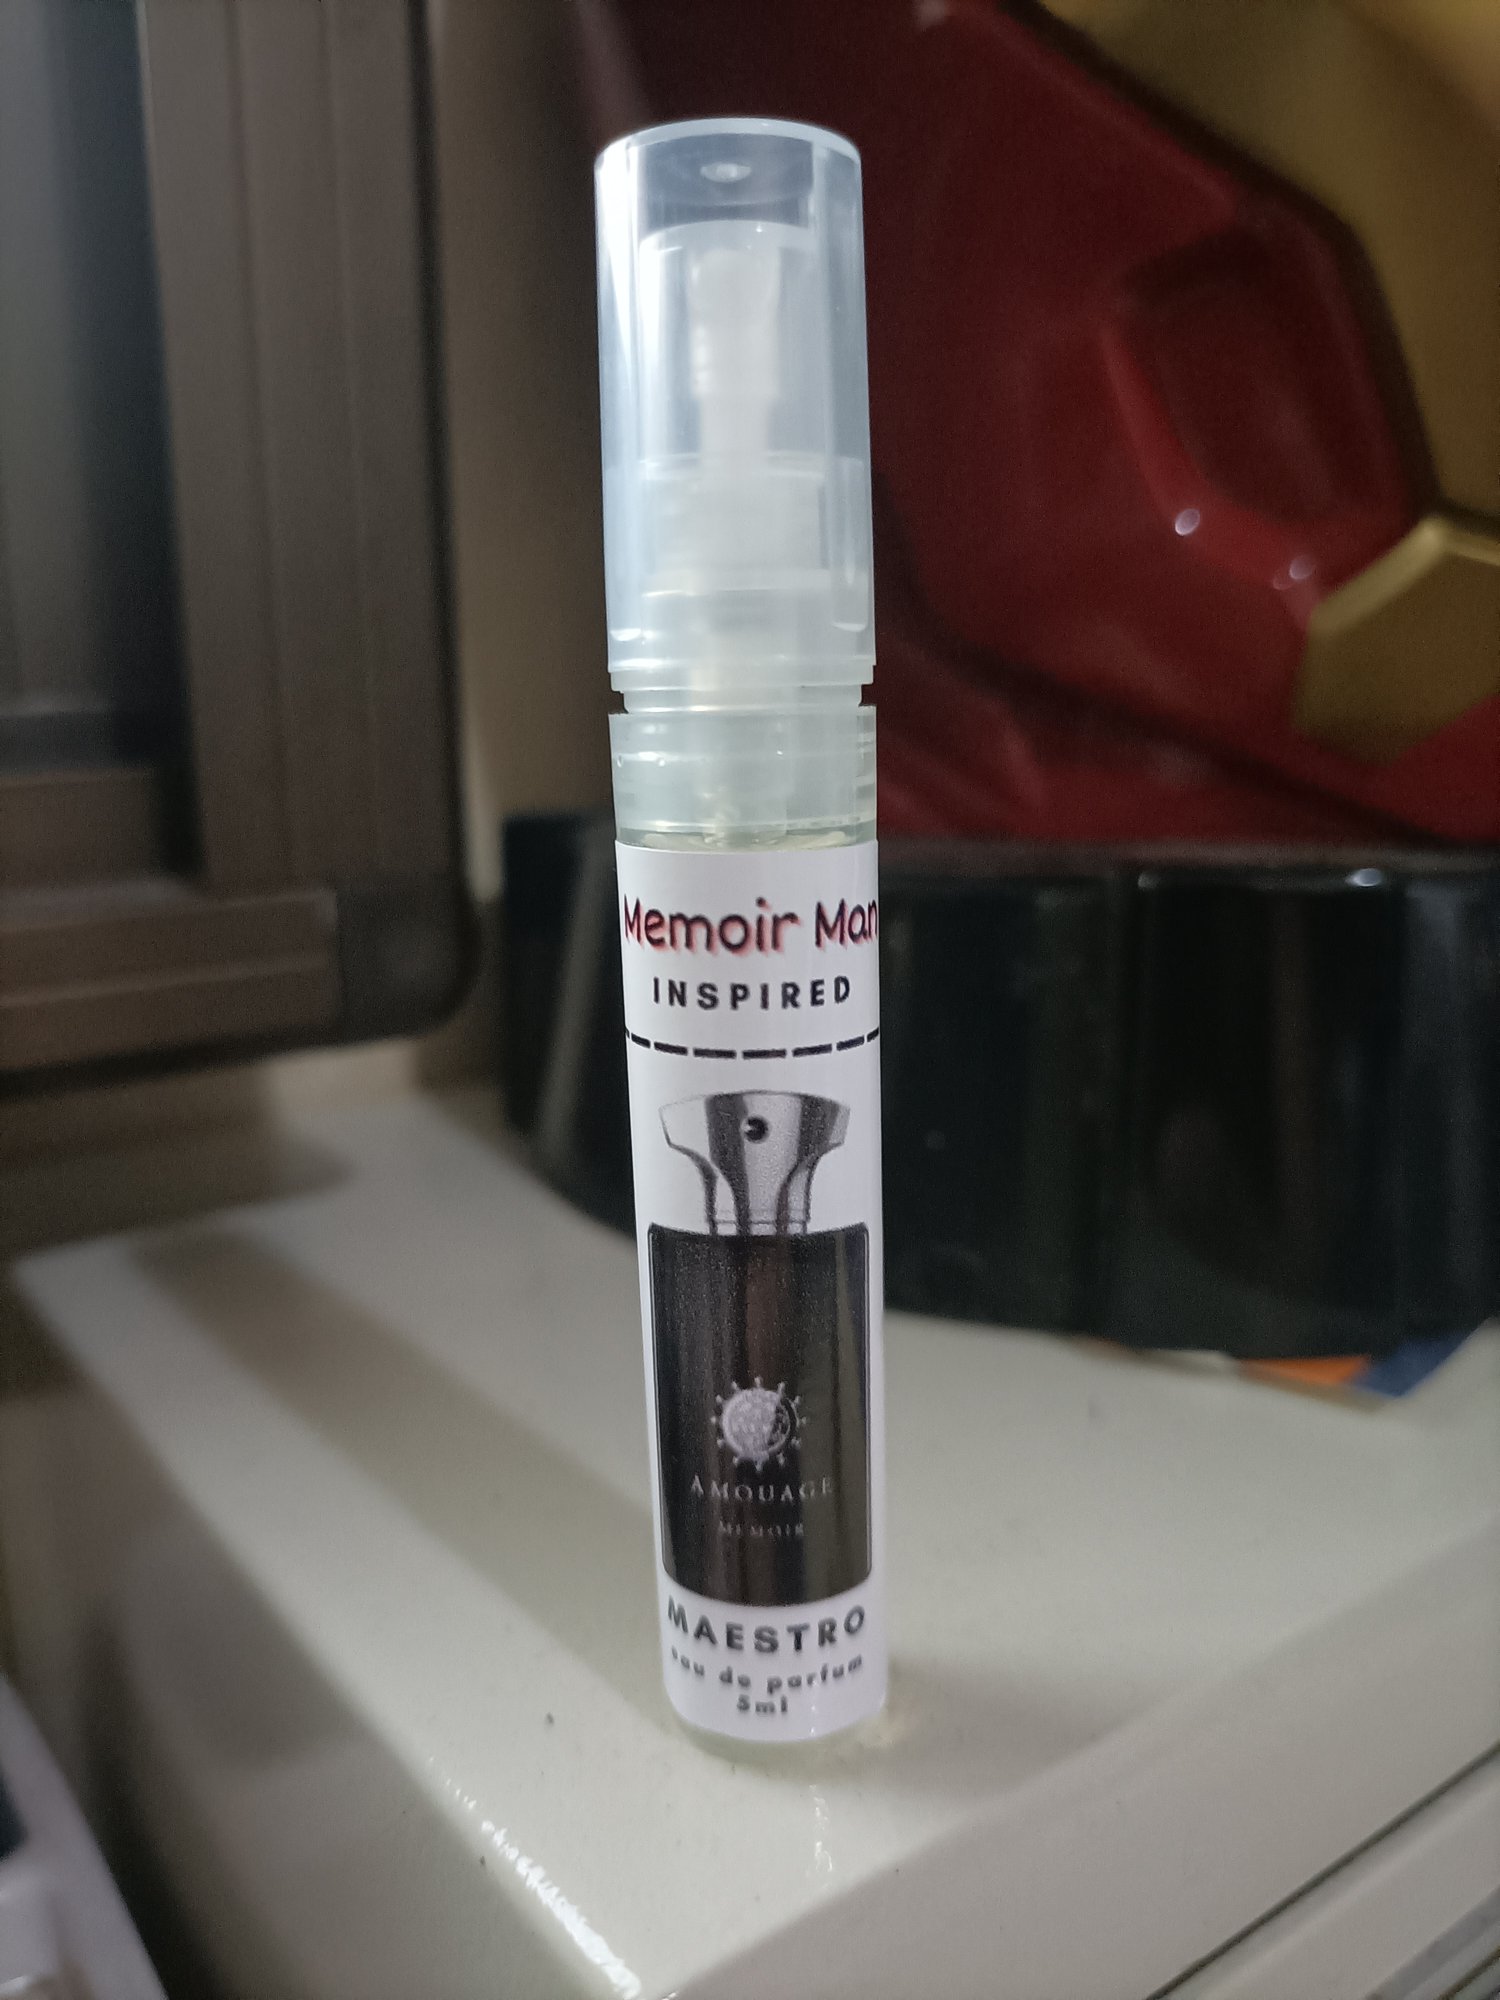 Memoir Man
INSPIRED
AMOUAGE
MEMOIR
MAESTRO
eau de parfum
5ml